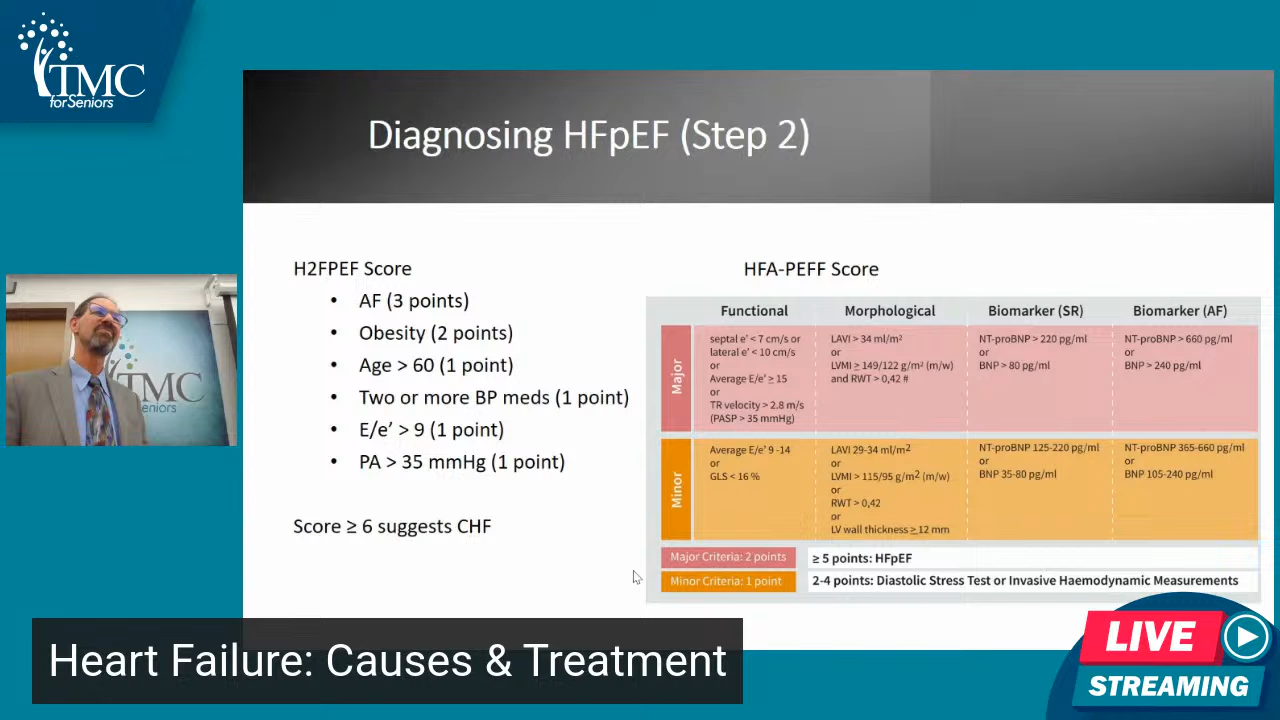 TMC
for Seniors
Diagnosing HFpEF (Step 2)
H2FPEF Score
• AF (3 points)
• Obesity (2 points)
• Age > 60 (1 point)
• Two or more BP meds (1 point)
• E/e’ > 9 (1 point)
• PA > 35 mmHg (1 point)
Score ≥ 6 suggests CHF
HFA-PEFF Score
Functional Morphological Biomarker (SR) Biomarker (AF)
Major
septal e' < 7 cm/s or
lateral e' < 10 cm/s
or
Average E/e' ≥ 15
or
TR velocity > 2.8 m/s
(PASP > 35 mmHg)
LAVI > 34 ml/m²
or
LVMI ≥ 149/122 g/m² (m/w)
and RWT > 0,42 #
NT-proBNP > 220 pg/ml
or
BNP > 80 pg/ml
NT-proBNP > 660 pg/ml
or
BNP > 240 pg/ml
Minor
Average E/e' 9 -14
or
GLS < 16 %
LAVI 29-34 ml/m²
or
LVMI > 115/95 g/m² (m/w)
or
RWT > 0,42
or
LV wall thickness ≥ 12 mm
NT-proBNP 125-220 pg/ml
or
BNP 35-80 pg/ml
NT-proBNP 365-660 pg/ml
or
BNP 105-240 pg/ml
Major Criteria: 2 points ≥ 5 points: HFpEF
Minor Criteria: 1 point 2-4 points: Diastolic Stress Test or Invasive Haemodynamic Measurements
TMC
eniors
Heart Failure: Causes & Treatment
LIVE
STREAMING